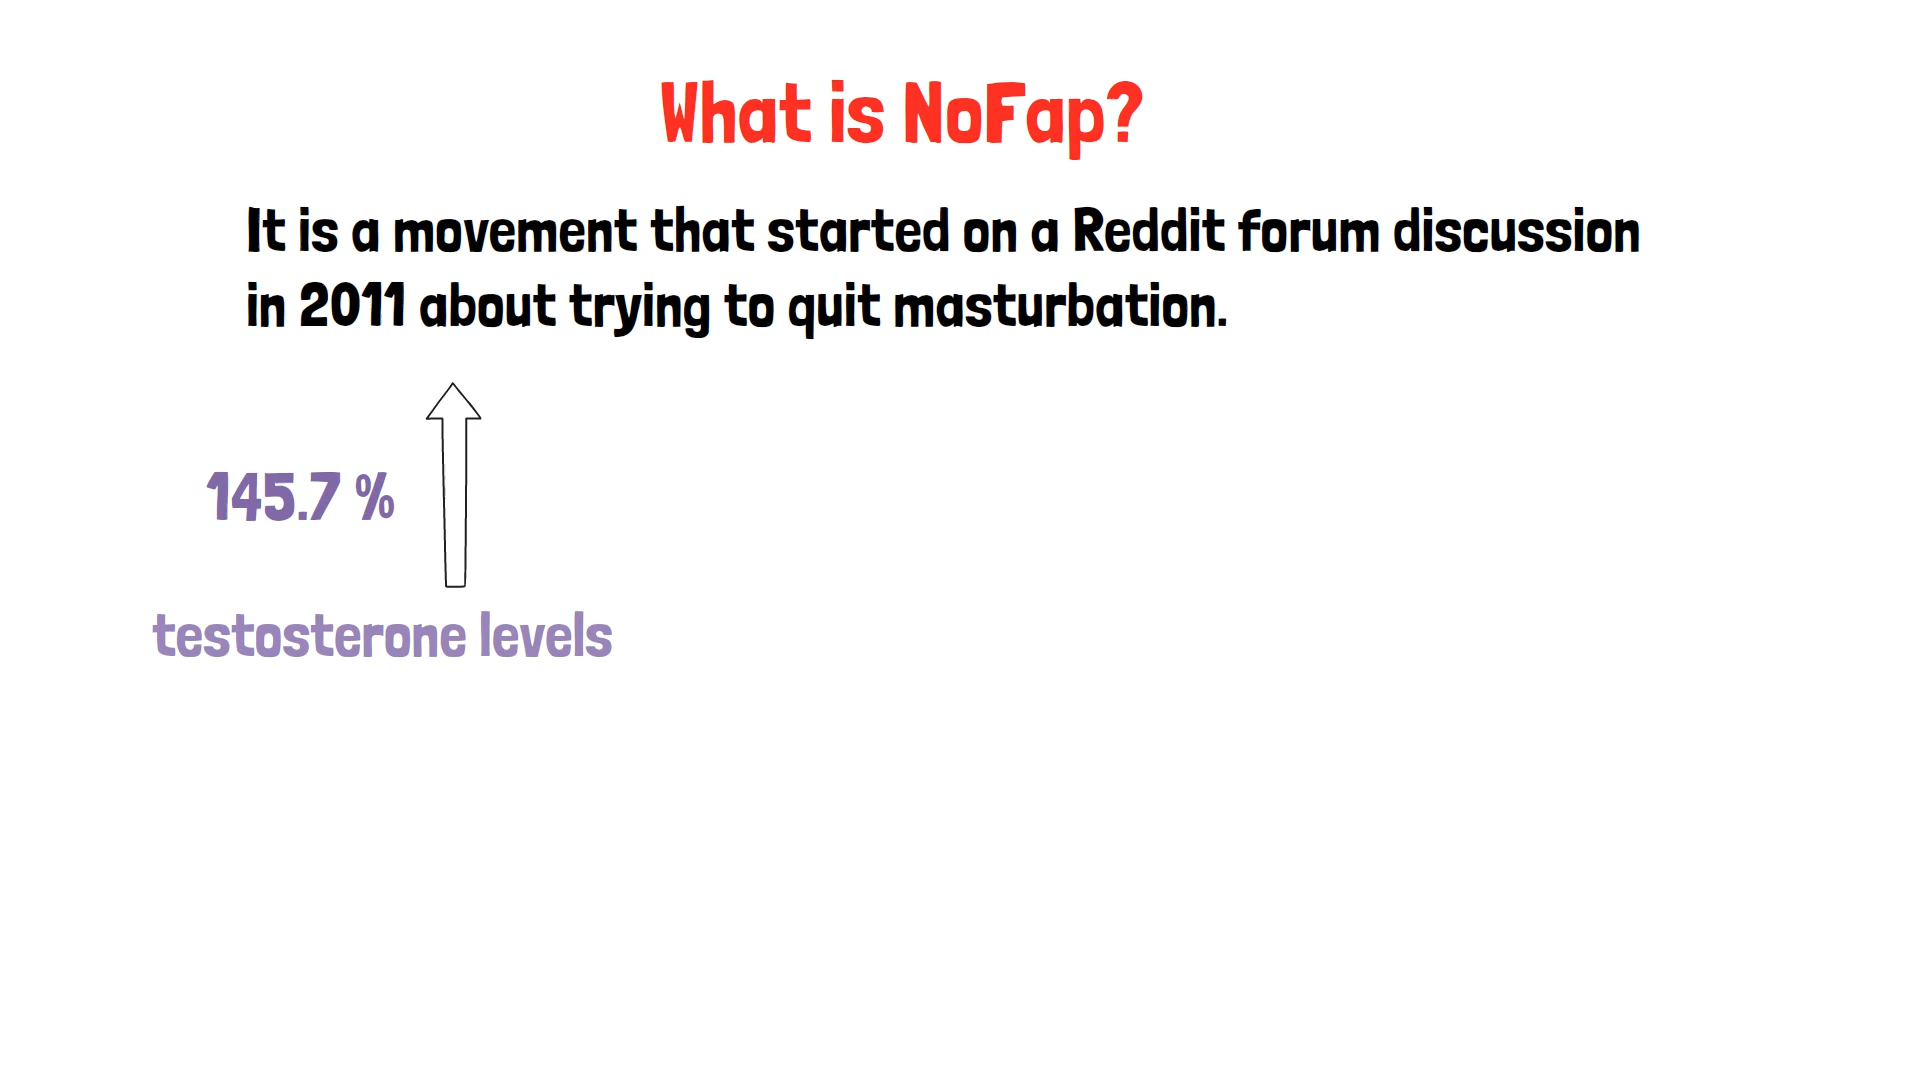 What is NoFap?
It is a movement that started on a Reddit forum discussion
in 2011 about trying to quit masturbation.
145.7 %
testosterone levels